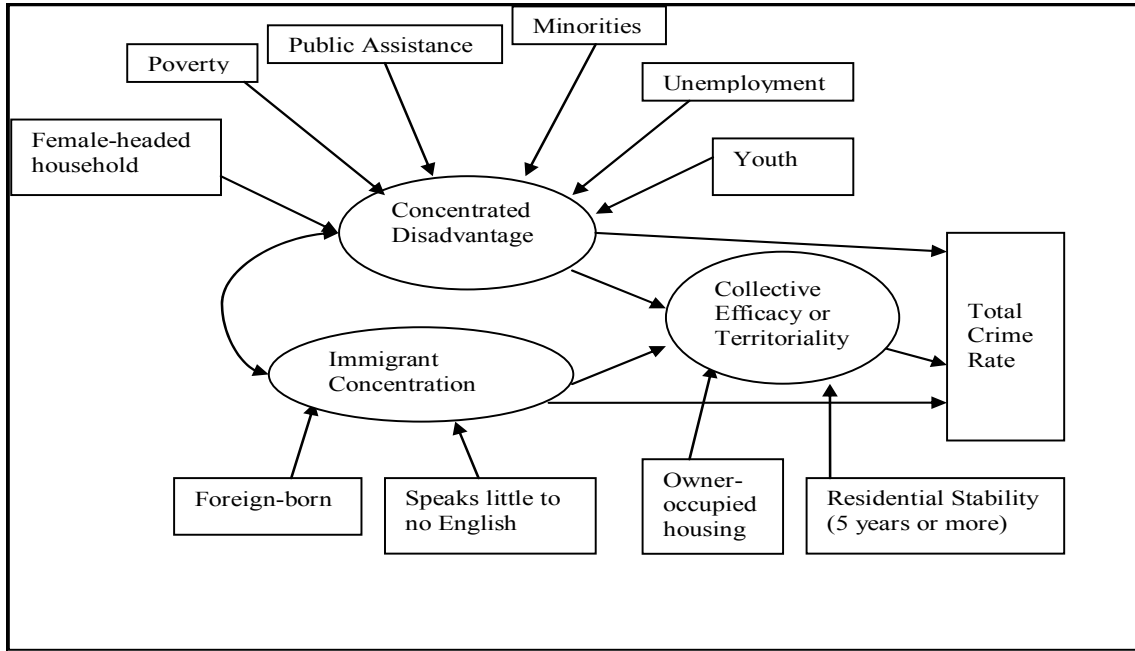 Minorities
Public Assistance
Poverty
Unemployment
Female-headed
household
Youth
Concentrated
Disadvantage
Collective
Efficacy or
Territoriality
Total
Crime
Rate
Immigrant
Concentration
Foreign-born
Speaks little to
no English
Owner-
occupied
housing
Residential Stability
(5 years or more)